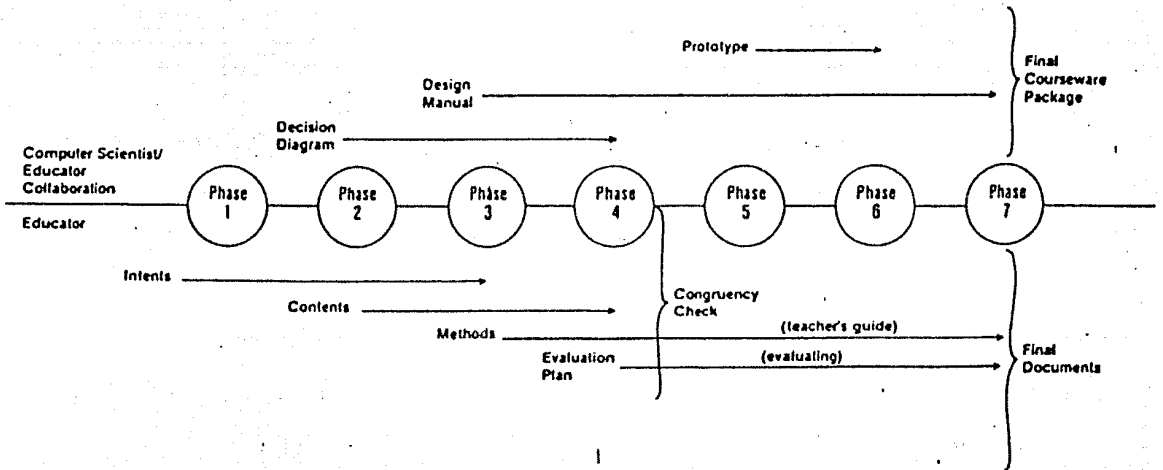 Prototype
Final
Courseware
Package
Design
Manual
Decision
Diagram
Computer Scientist/
Educator
Collaboration
Educator
Phase
1
Phase
2
Phase
3
Phase
4
Phase
5
Phase
6
Phase
7
Intents
Contents
Congruency
Check
Methods
(teacher's guide)
Evaluation
Plan
(evaluating)
Final
Documents